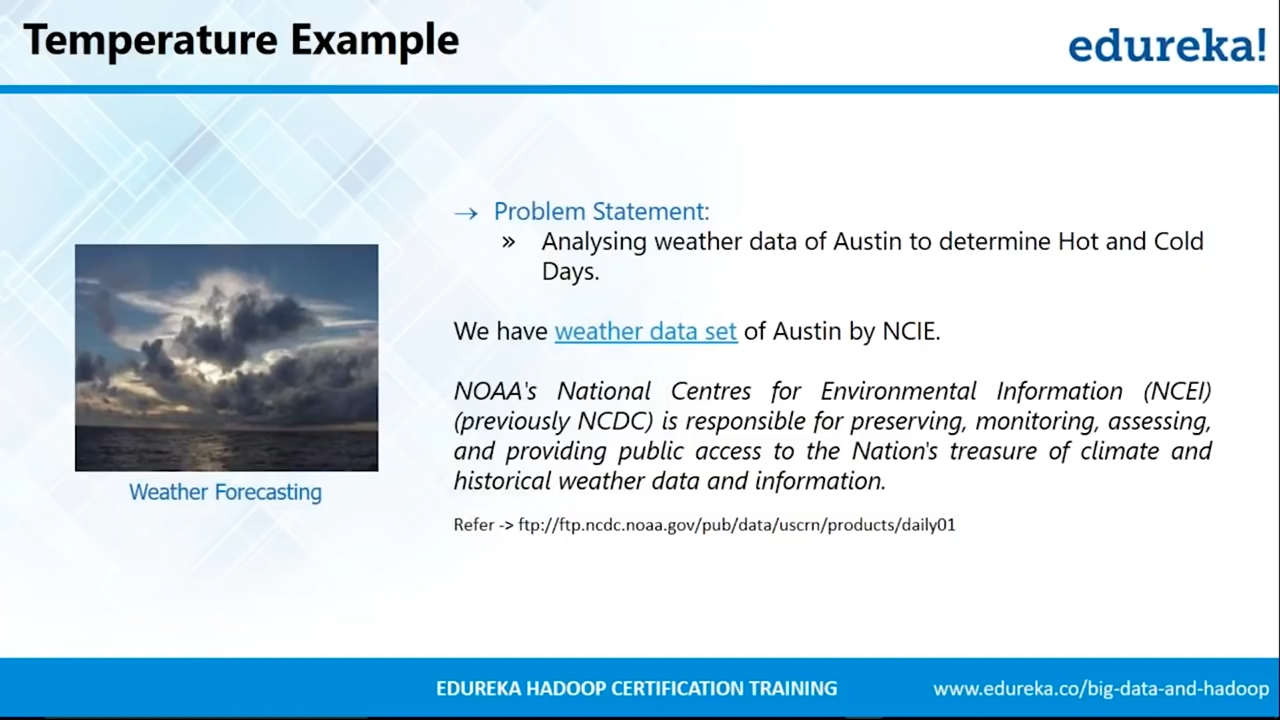 Temperature Example
edureka!
→ Problem Statement:
» Analysing weather data of Austin to determine Hot and Cold
Days.
We have weather data set of Austin by NCIE.
NOAA's National Centres for Environmental Information (NCEI)
(previously NCDC) is responsible for preserving, monitoring, assessing,
and providing public access to the Nation's treasure of climate and
historical weather data and information.
Refer -> ftp://ftp.ncdc.noaa.gov/pub/data/uscrn/products/daily01
Weather Forecasting
EDUREKA HADOOP CERTIFICATION TRAINING
www.edureka.co/big-data-and-hadoop